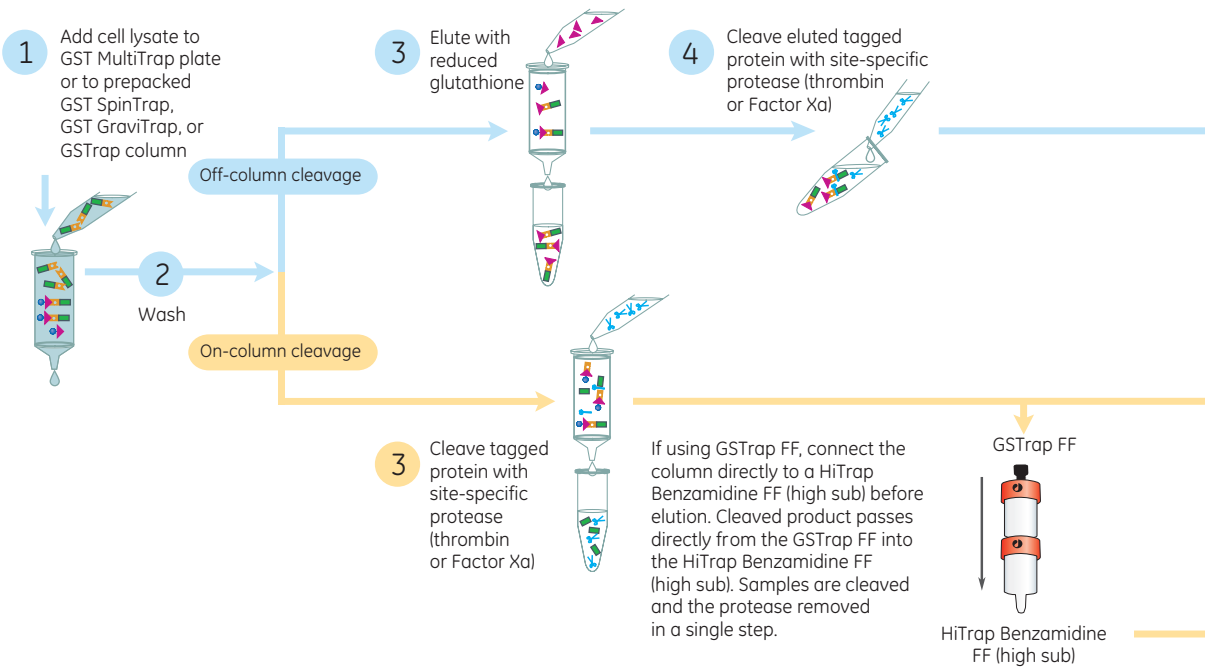 1
Add cell lysate to
GST MultiTrap plate
or to prepacked
GST SpinTrap,
GST GraviTrap, or
GSTrap column
2
Wash
Off-column cleavage
3
Elute with
reduced
glutathione
4
Cleave eluted tagged
protein with site-specific
protease (thrombin
or Factor Xa)
On-column cleavage
3
Cleave tagged
protein with
site-specific
protease
(thrombin
or Factor Xa)
If using GSTrap FF, connect the
column directly to a HiTrap
Benzamidine FF (high sub) before
elution. Cleaved product passes
directly from the GSTrap FF into
the HiTrap Benzamidine FF
(high sub). Samples are cleaved
and the protease removed
in a single step.
GSTrap FF
HiTrap Benzamidine
FF (high sub)